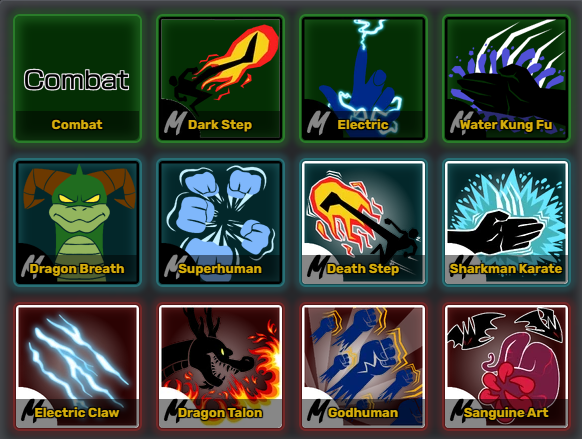 Combat
Combat
Dark Step
Electric
Water Kung Fu
Dragon Breath
Superhuman
Death Step
Sharkman Karate
Electric Claw
Dragon Talon
Godhuman
Sanguine Art